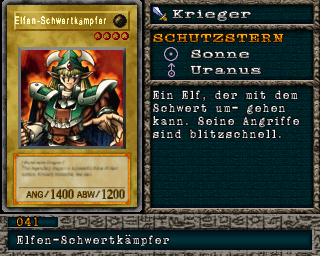 Elfen-Schwertkämpfer
ANG/1400 ABW/1200
Krieger
SCHUTZSTERN
Sonne
Uranus
Ein Elf, der mit dem
Schwert um- gehen
kann. Seine Angriffe
sind blitzschnell.
041
Elfen-Schwertkämpfer